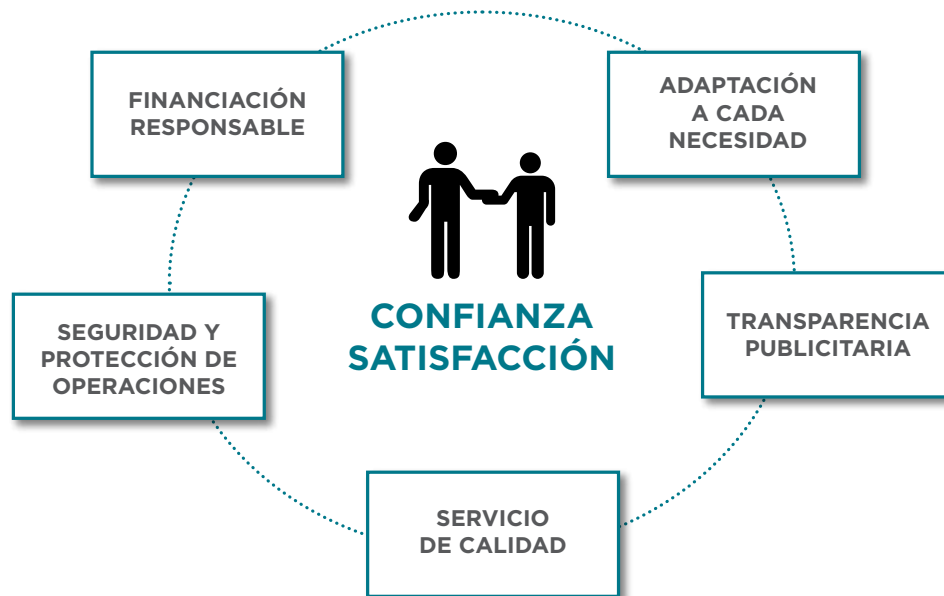 FINANCIACIÓN
RESPONSABLE
ADAPTACIÓN
A CADA
NECESIDAD
CONFIANZA
SATISFACCIÓN
SEGURIDAD Y
PROTECCIÓN DE
OPERACIONES
TRANSPARENCIA
PUBLICITARIA
SERVICIO
DE CALIDAD